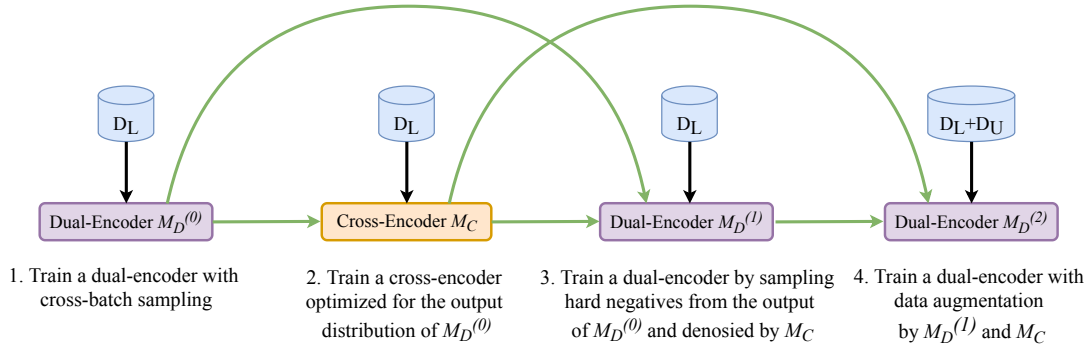 D_L
D_L
D_L
D_L+D_U
Dual-Encoder M_D^(0)
Cross-Encoder M_C
Dual-Encoder M_D^(1)
Dual-Encoder M_D^(2)
1. Train a dual-encoder with
cross-batch sampling
2. Train a cross-encoder
optimized for the output
distribution of M_D^(0)
3. Train a dual-encoder by sampling
hard negatives from the output
of M_D^(0) and denosied by M_C
4. Train a dual-encoder with
data augmentation
by M_D^(1) and M_C